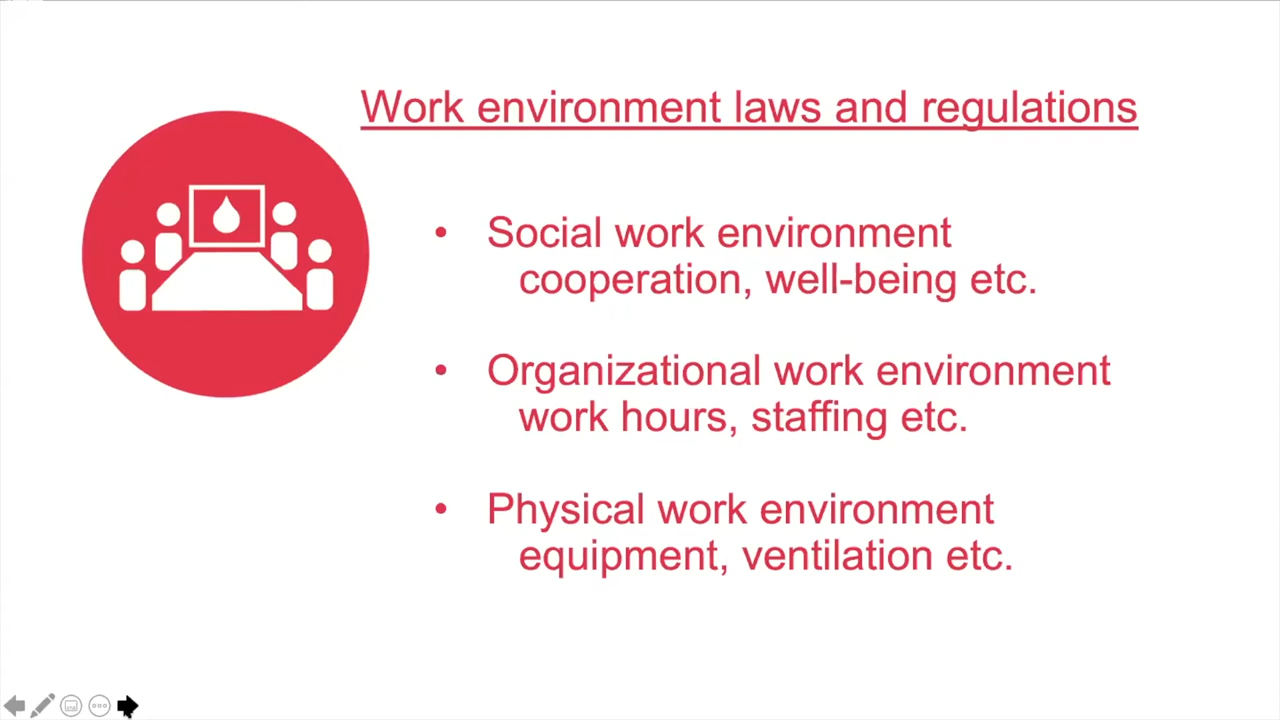 Work environment laws and regulations
• Social work environment
cooperation, well-being etc.
• Organizational work environment
work hours, staffing etc.
• Physical work environment
equipment, ventilation etc.